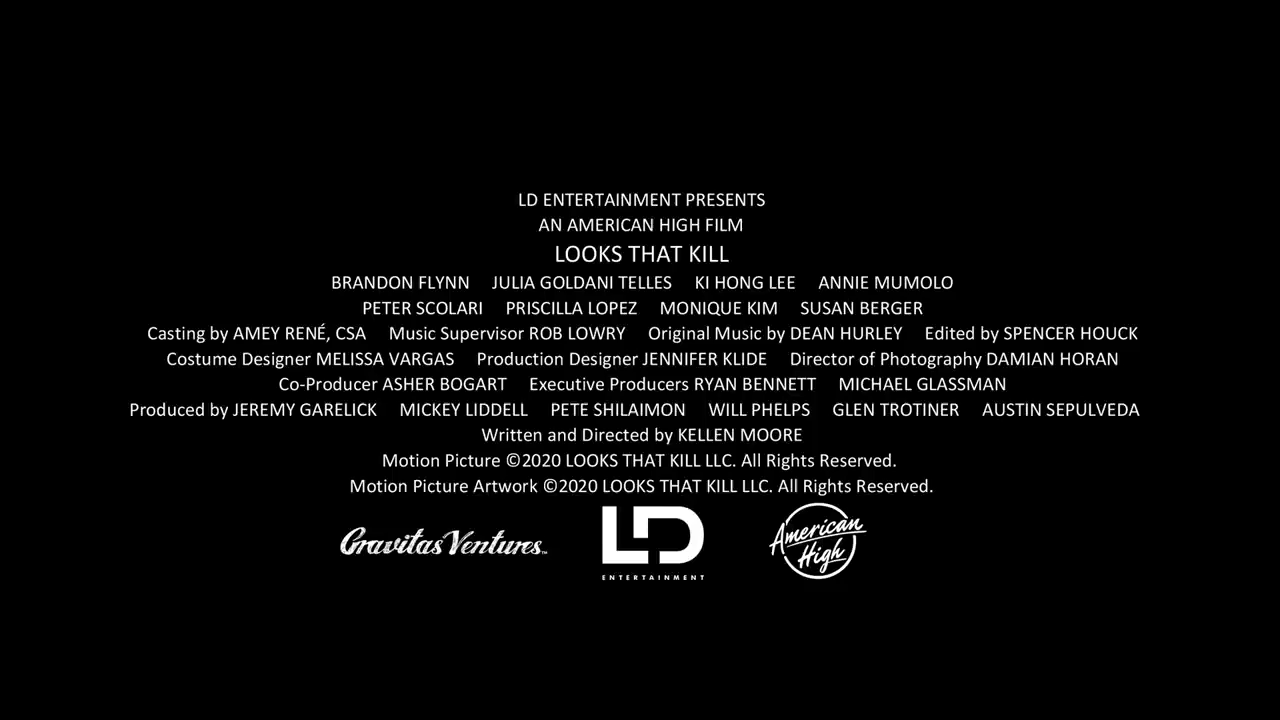 LD ENTERTAINMENT PRESENTS
AN AMERICAN HIGH FILM
LOOKS THAT KILL
BRANDON FLYNN JULIA GOLDANI TELLES KI HONG LEE ANNIE MUMOLO
PETER SCOLARI PRISCILLA LOPEZ MONIQUE KIM SUSAN BERGER
Casting by AMEY RENÉ, CSA Music Supervisor ROB LOWRY Original Music by DEAN HURLEY Edited by SPENCER HOUCK
Costume Designer MELISSA VARGAS Production Designer JENNIFER KLIDE Director of Photography DAMIAN HORAN
Co-Producer ASHER BOGART Executive Producers RYAN BENNETT MICHAEL GLASSMAN
Produced by JEREMY GARELICK MICKEY LIDDELL PETE SHILAIMON WILL PHELPS GLEN TROTINER AUSTIN SEPULVEDA
Written and Directed by KELLEN MOORE
Motion Picture ©2020 LOOKS THAT KILL LLC. All Rights Reserved.
Motion Picture Artwork ©2020 LOOKS THAT KILL LLC. All Rights Reserved.
Gravitas Ventures™
LD
ENTERTAINMENT
American
High